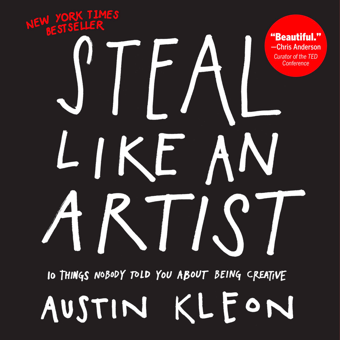 NEW YORK TIMES
BESTSELLER
"Beautiful."
—Chris Anderson
Curator of the TED
Conference
STEAL
LIKE AN
ARTIST
10 THINGS NOBODY TOLD YOU ABOUT BEING CREATIVE
AUSTIN KLEON